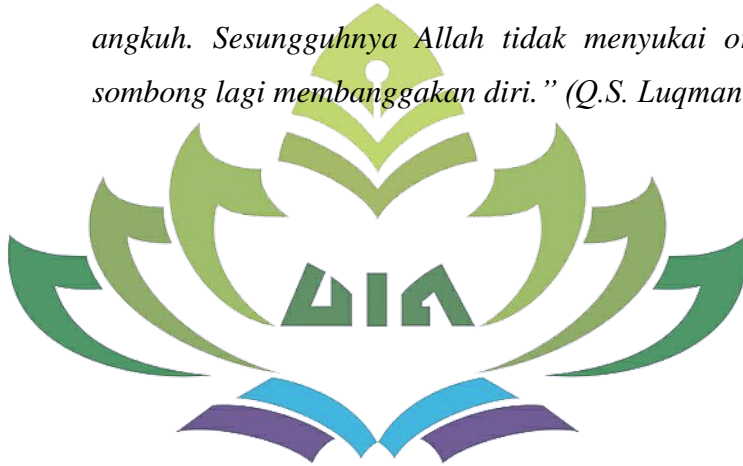 angkuh. Sesungguhnya Allah tidak menyukai
sombong lagi membanggakan diri.” (Q.S. Luqman
UIN